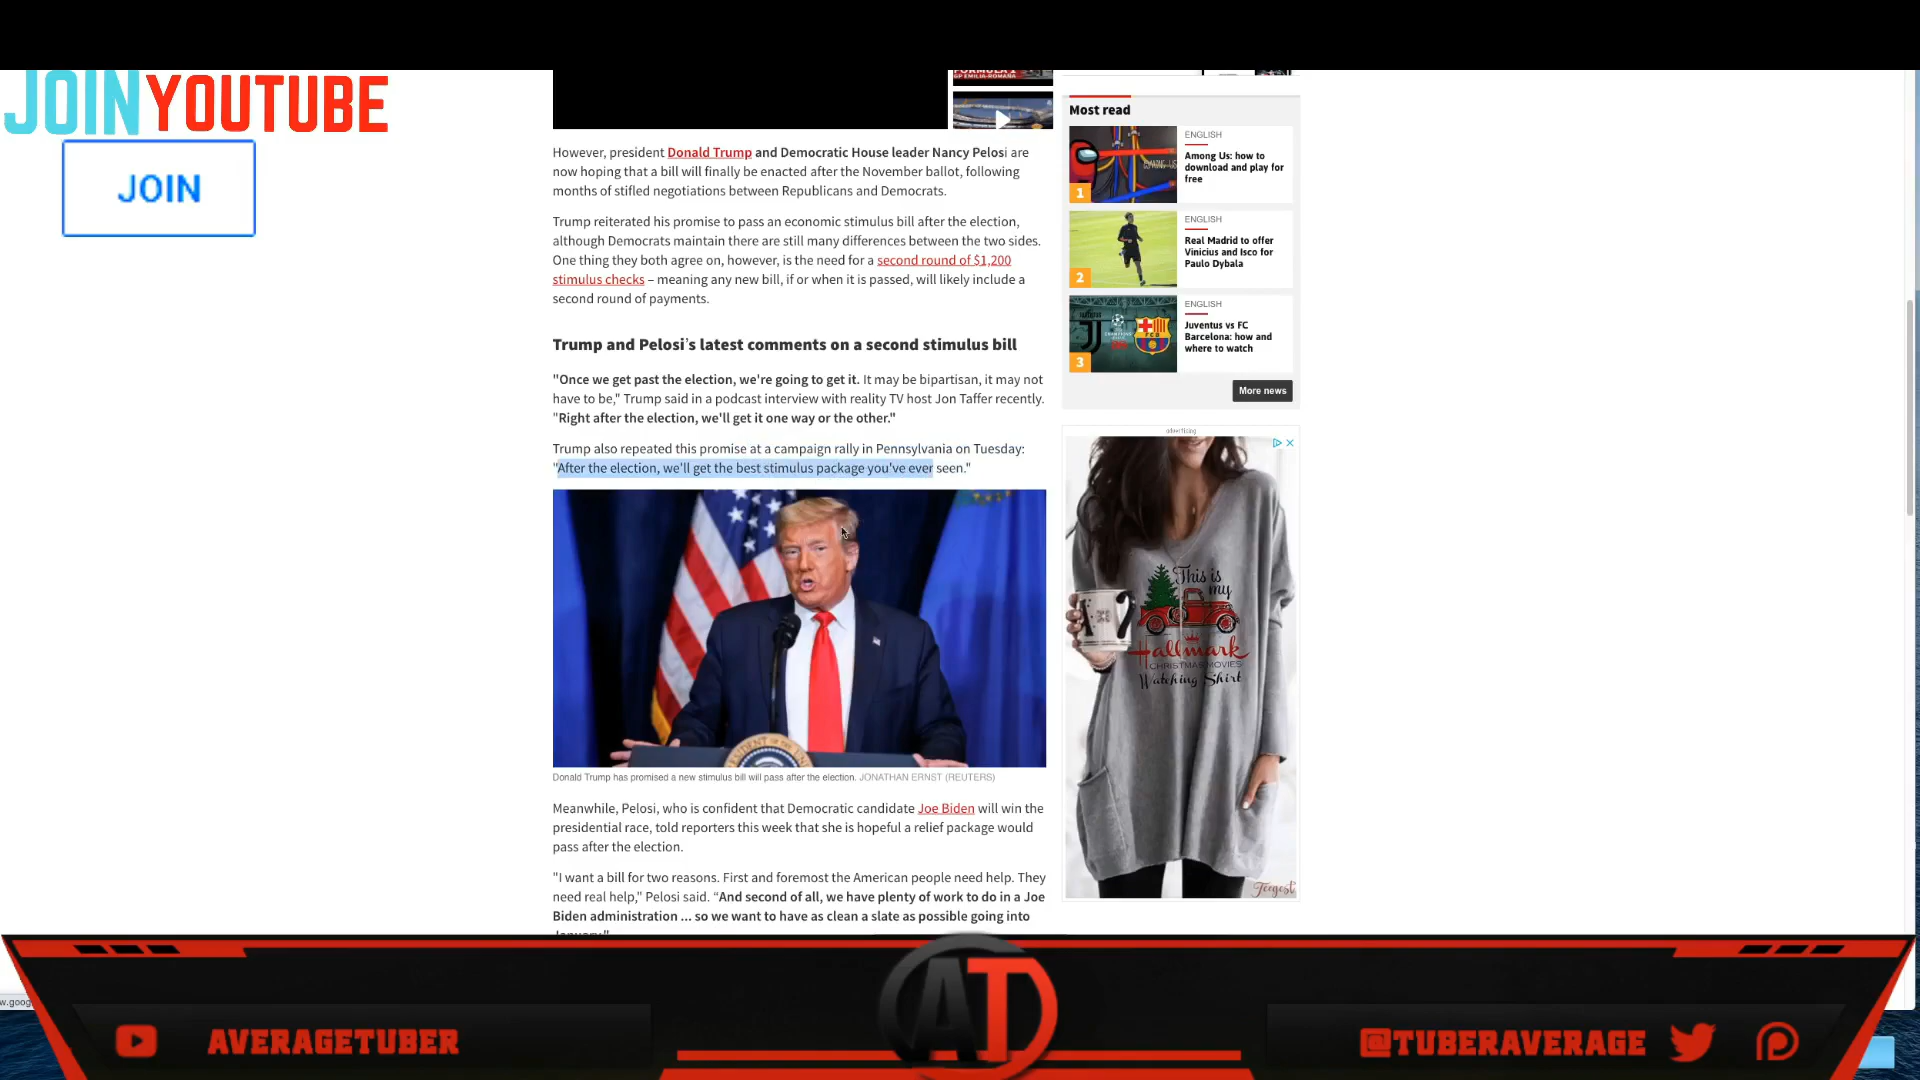 JOINYOUTUBE
JOIN
However, president Donald Trump and Democratic House leader Nancy Pelosi are
now hoping that a bill will finally be enacted after the November ballot, following
months of stifled negotiations between Republicans and Democrats.
Trump reiterated his promise to pass an economic stimulus bill after the election,
although Democrats maintain there are still many differences between the two sides.
One thing they both agree on, however, is the need for a second round of $1,200
stimulus checks – meaning any new bill, if or when it is passed, will likely include a
second round of payments.
Trump and Pelosi’s latest comments on a second stimulus bill
"Once we get past the election, we're going to get it. It may be bipartisan, it may not
have to be," Trump said in a podcast interview with reality TV host Jon Taffer recently.
"Right after the election, we'll get it one way or the other."
Trump also repeated this promise at a campaign rally in Pennsylvania on Tuesday:
"After the election, we'll get the best stimulus package you've ever seen."
Donald Trump has promised a new stimulus bill will pass after the election. JONATHAN ERNST (REUTERS)
Meanwhile, Pelosi, who is confident that Democratic candidate Joe Biden will win the
presidential race, told reporters this week that she is hopeful a relief package would
pass after the election.
"I want a bill for two reasons. First and foremost the American people need help. They
need real help," Pelosi said. “And second of all, we have plenty of work to do in a Joe
Biden administration ... so we want to have as clean a slate as possible going into
January."
FORMULA 1
GP EMILIA-ROMANA
Most read
ENGLISH
Among Us: how to
download and play for
free
1
ENGLISH
Real Madrid to offer
Vinicius and Isco for
Paulo Dybala
2
ENGLISH
Juventus vs FC
Barcelona: how and
where to watch
3
More news
advertising
This is
my
Hallmark
CHRISTMAS MOVIES
Watching Shirt
Teegest
w.goog
AVERAGETUBER
AT
@TUBERAVERAGE